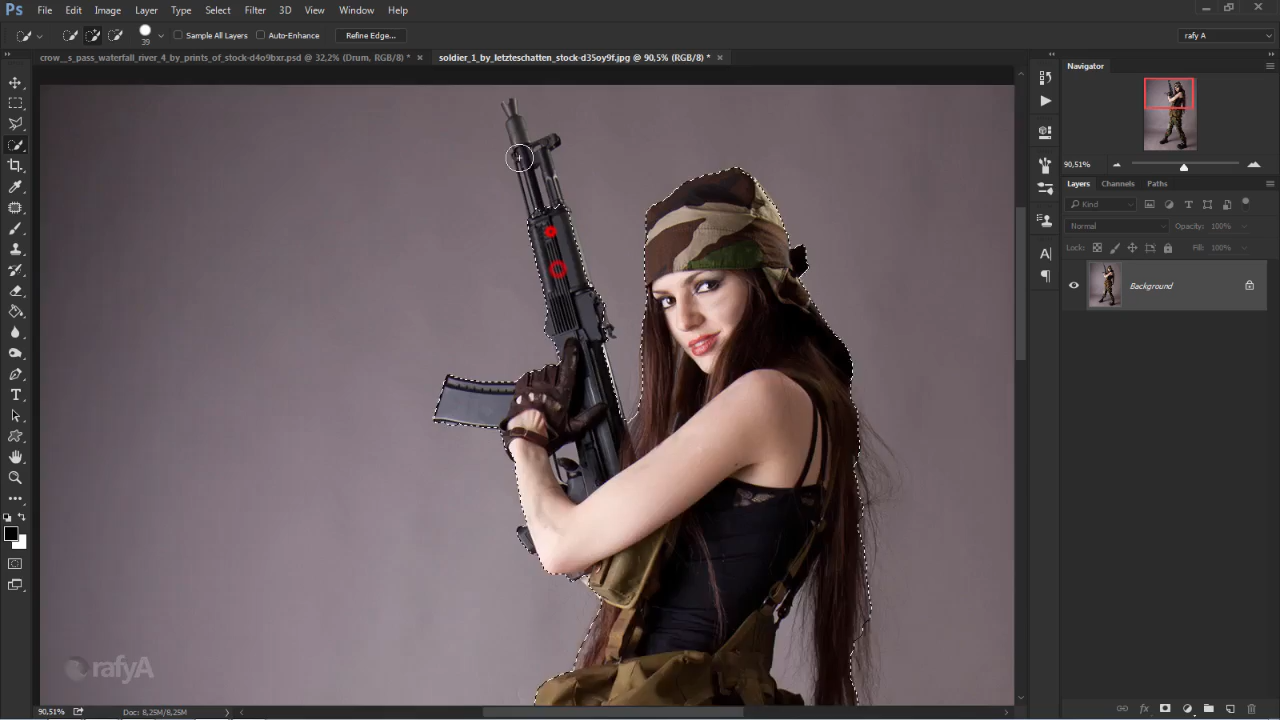 Ps File Edit Image Layer Type Select Filter 3D View Window Help
39 Sample All Layers Auto-Enhance Refine Edge... rafy A
crow__s_pass_waterfall_river_4_by_prints_of_stock-d4o9bxr.psd @ 32,2% (Drum, RGB/8) * × soldier_1_by_letzteschatten_stock-d35oy9f.jpg @ 90,5% (RGB/8) * ×
Navigator
90,51%
Layers Channels Paths
Kind
Normal Opacity: 100%
Lock: Fill: 100%
Background
rafyA
90,51% Doc: 8,25M/8,25M